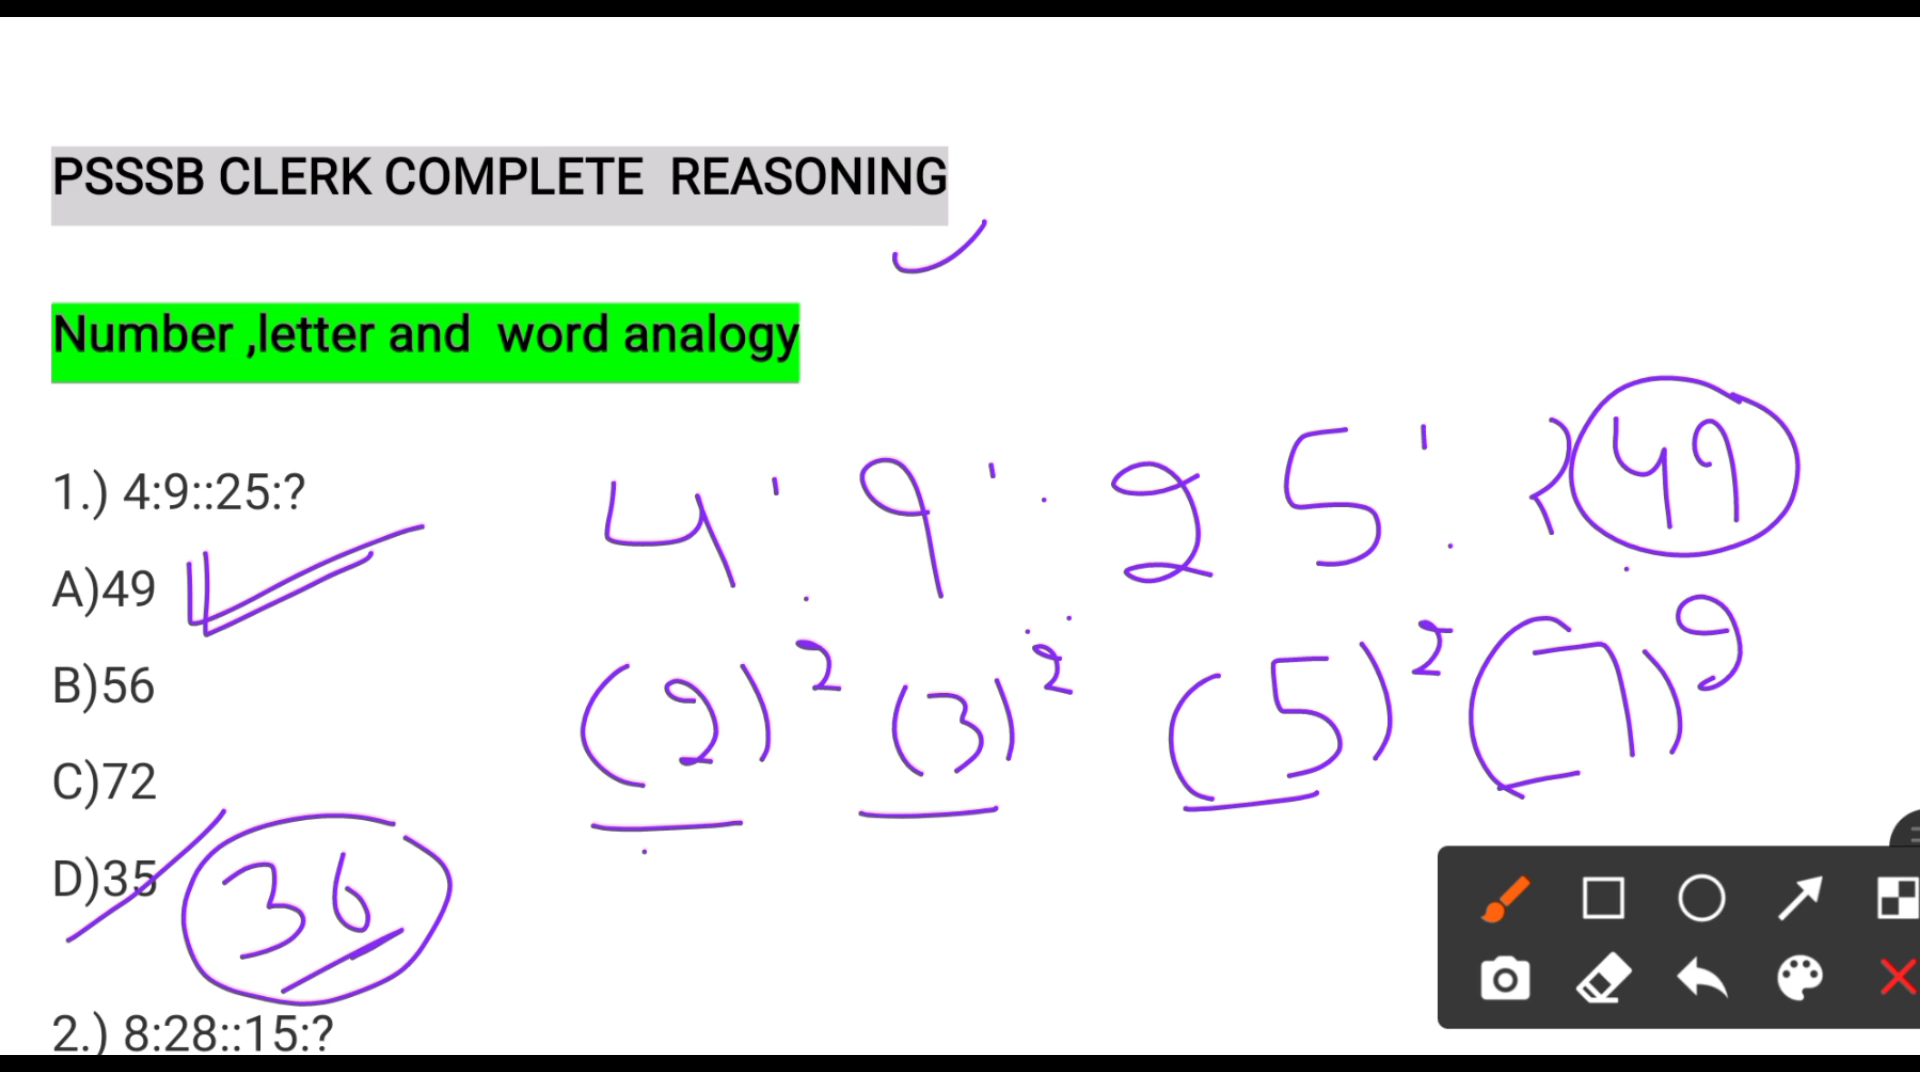 PSSSB CLERK COMPLETE REASONING
Number ,letter and word analogy
1.) 4:9::25:?
4 : 9 :: 25 : ? 49
A)49
(2)² (3)² (5)² (7)²
B)56
C)72
D)35 36
2.) 8:28::15:?